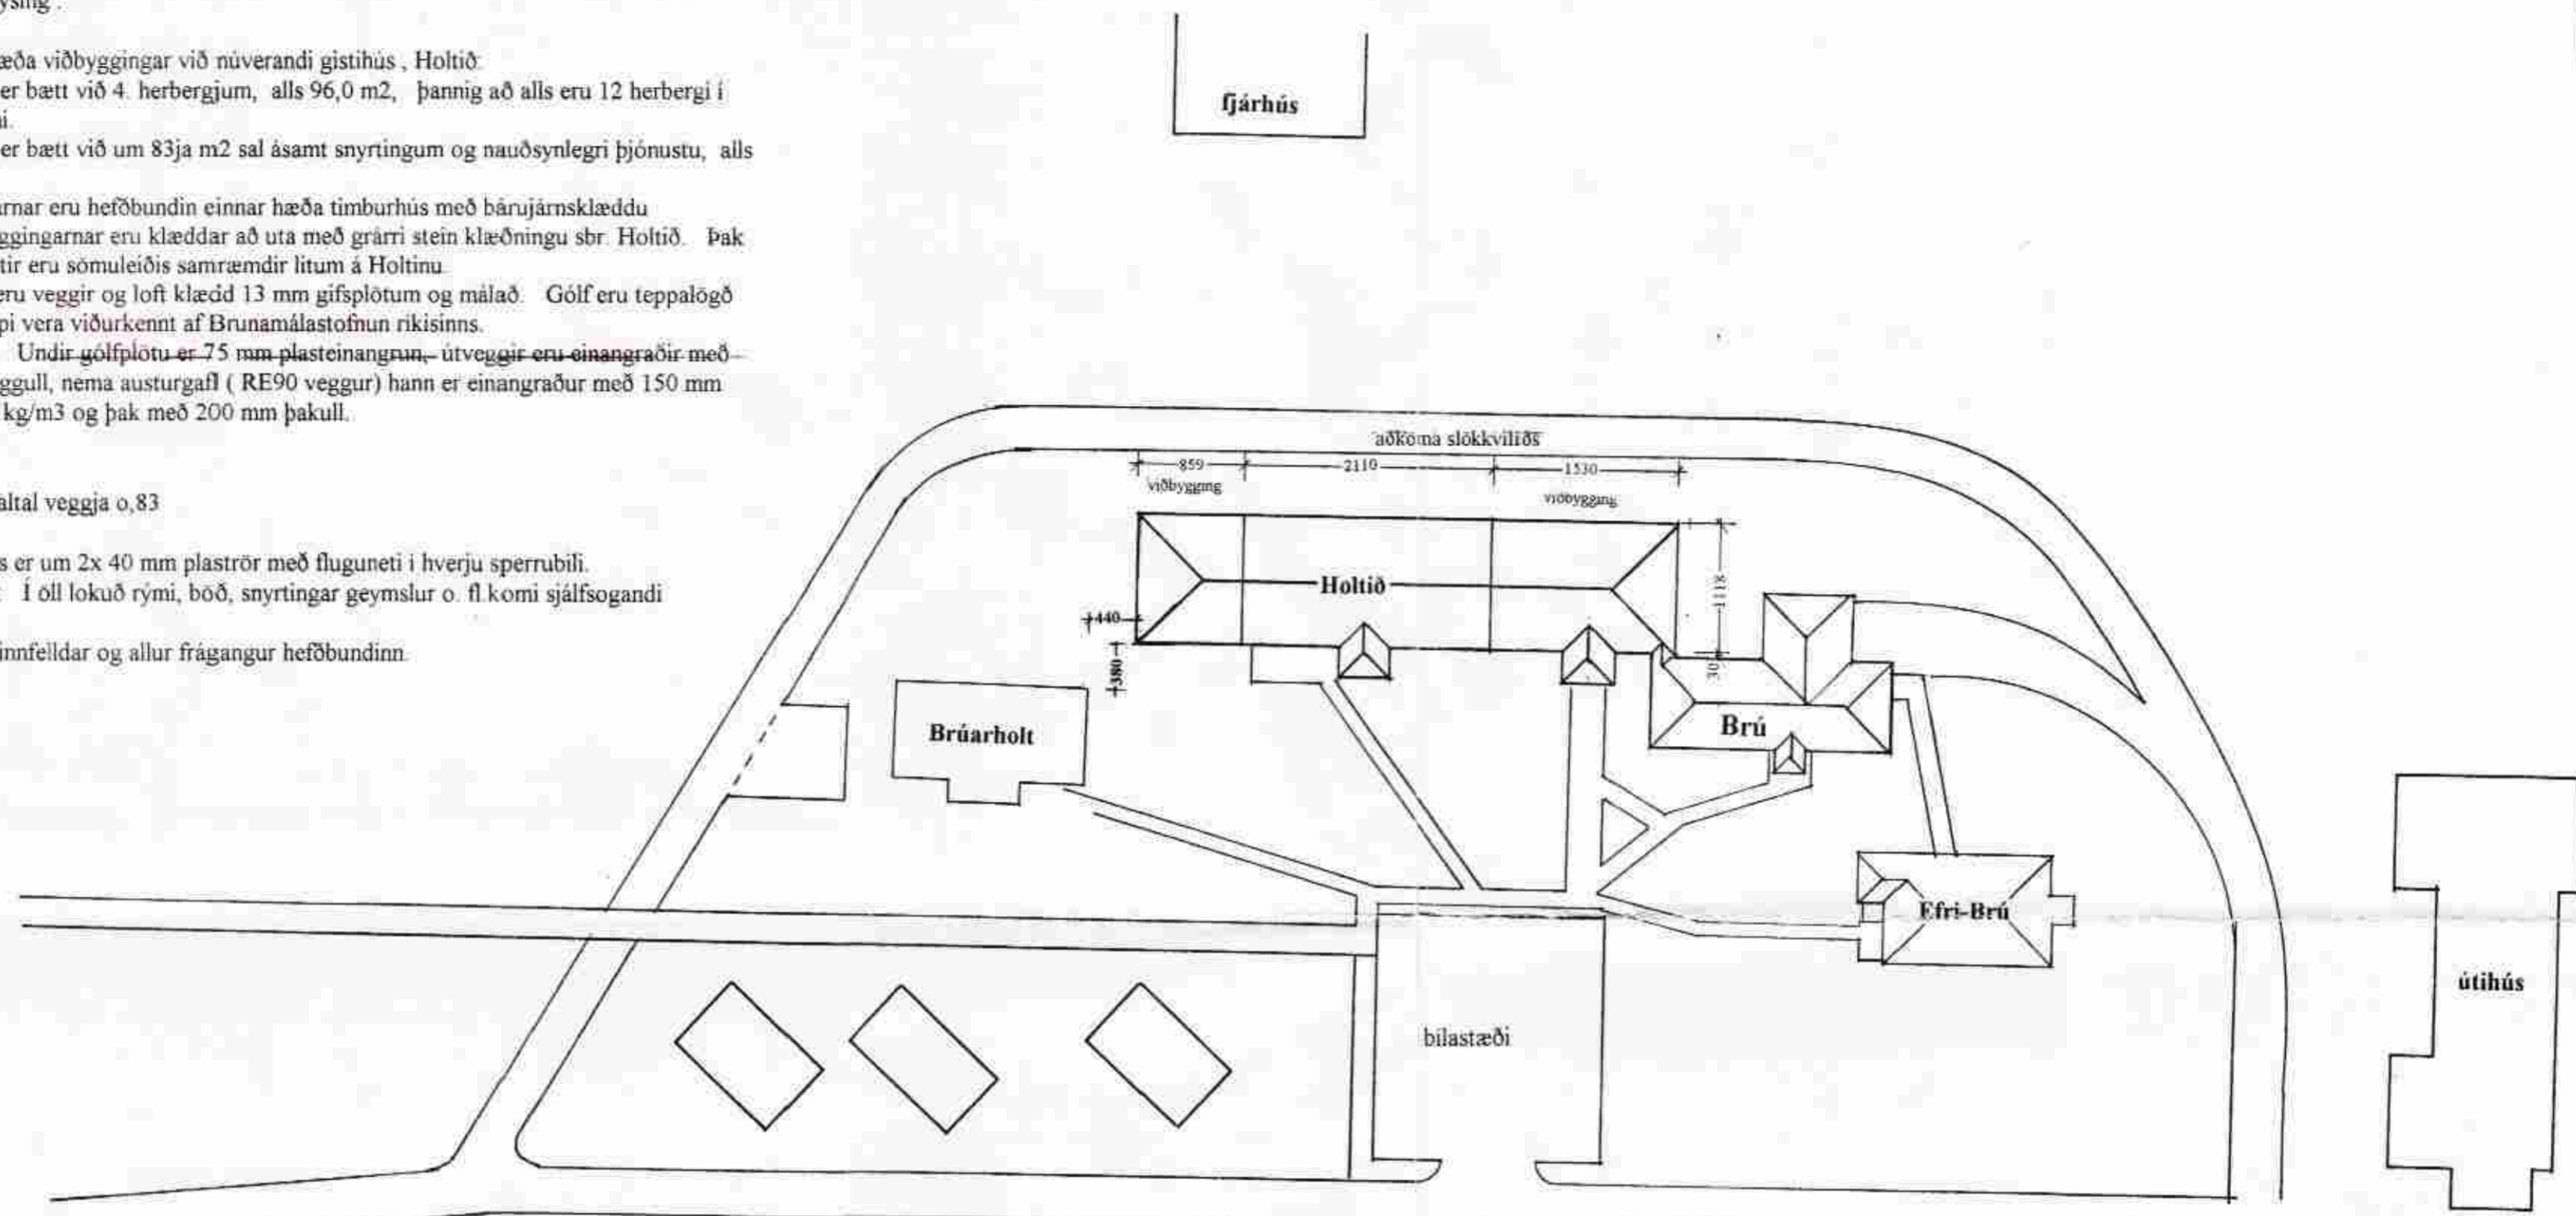 æða viðbyggingar við núverandi gistihús , Holtið:
er bætt við 4. herbergjum, alls 96,0 m2, þannig að alls eru 12 herbergi í
er bætt við um 83ja m2 sal ásamt snyrtingum og nauðsynlegri þjónustu, alls
rnar eru hefðbundin einnar hæða timburhús með bárujárnsklæddu
ggingarnar eru klæddar að uta með grárri stein klæðningu sbr. Holtið. Þak
tir eru sömuleiðis samræmdir litum á Holtinu.
eru veggir og loft klædd 13 mm gifsplötum og málað. Gólf eru teppalögð
pi vera viðurkennt af Brunamálastofnun ríkisinns.
Undir gólfplötu er 75 mm plasteinangrun, útveggir eru einangraðir með
ggull, nema austurgafl ( RE90 veggur) hann er einangraður með 150 mm
kg/m3 og þak með 200 mm þakull.
altal veggja o,83
s er um 2x 40 mm plaströr með fluguneti i hverju sperrubili.
Í öll lokuð rými, böð, snyrtingar geymslur o. fl.komi sjálfsogandi
innfelldar og allur frágangur hefðbundinn.
fjárhús
aðkoma slökkviliðs
859
2110
1530
viðbygging
viðbygging
Holtið
1118
440
380
30
Brúarholt
Brú
Efri-Brú
útihús
bílastæði